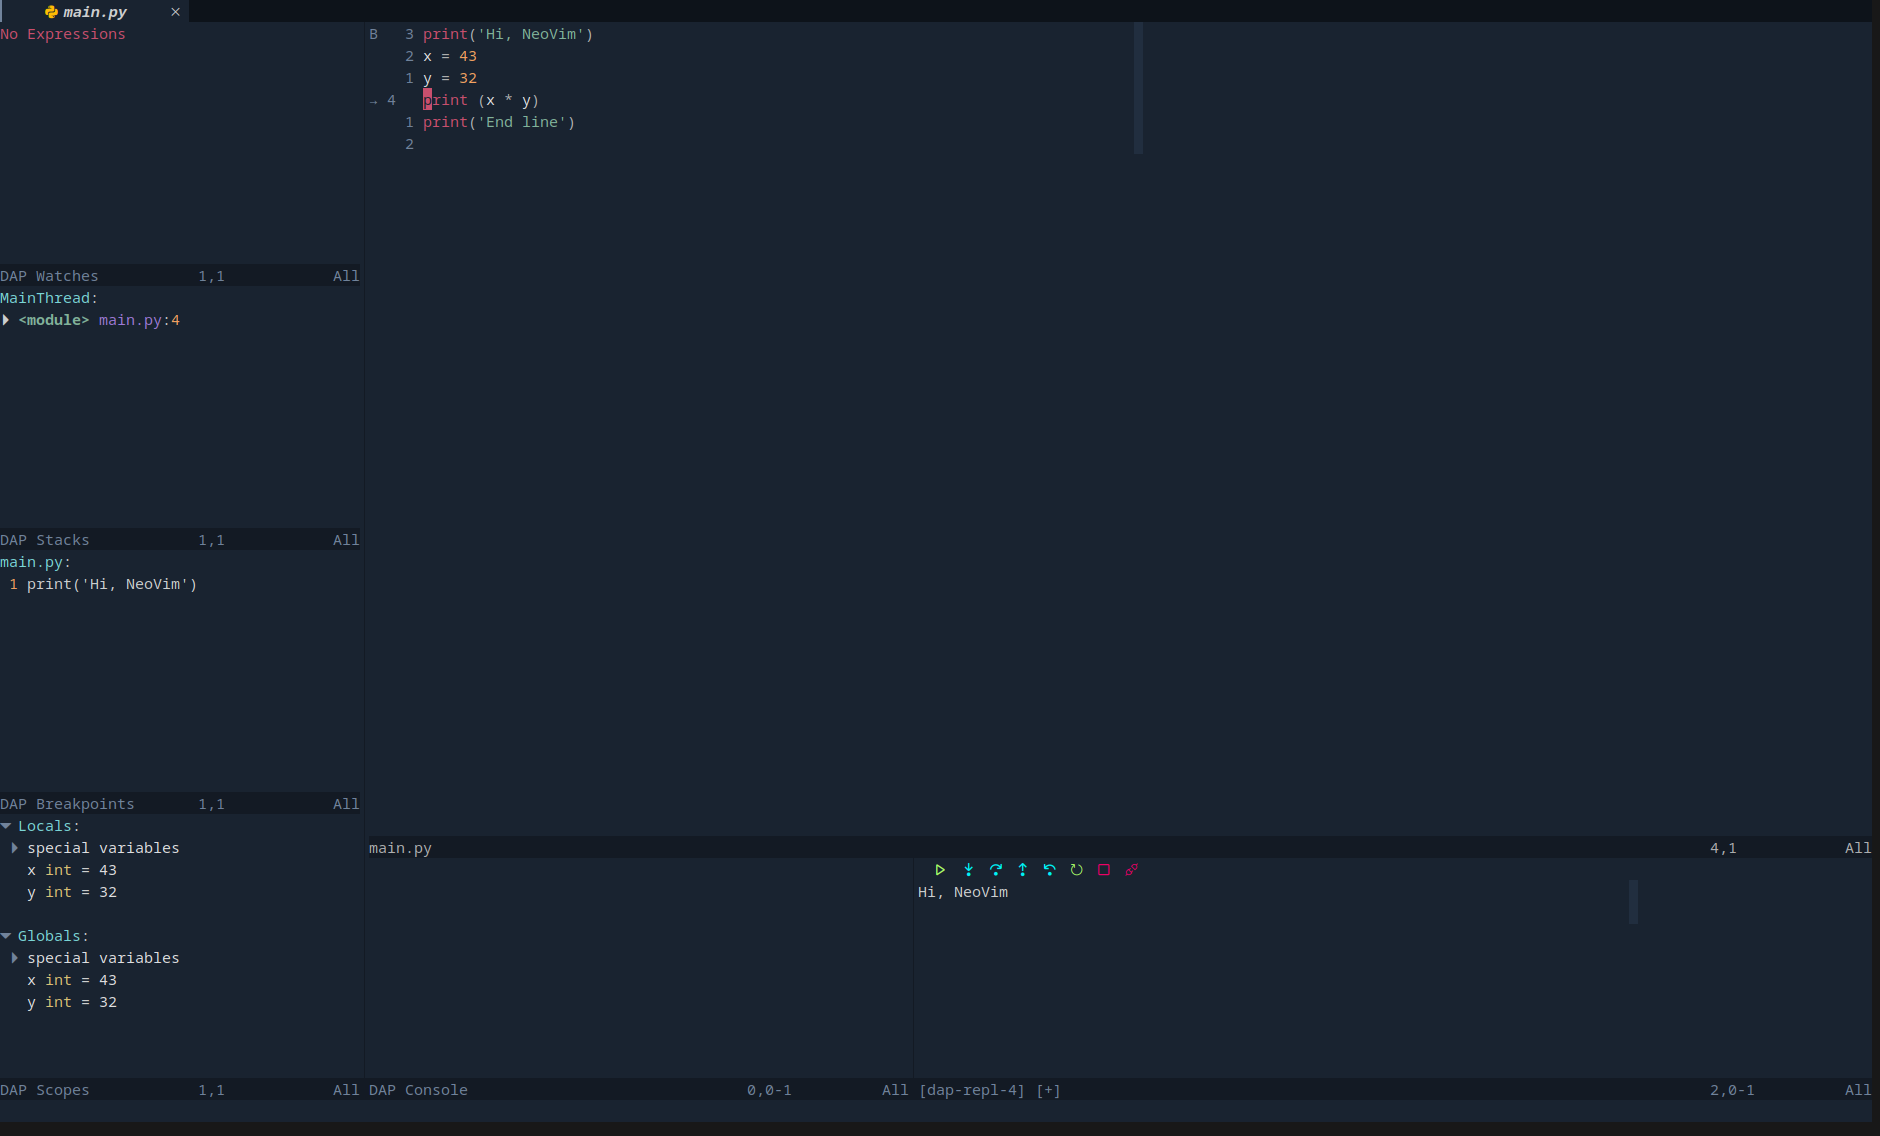 main.py ×
No Expressions
DAP Watches 1,1 All
MainThread:
<module> main.py:4
DAP Stacks 1,1 All
main.py:
1 print('Hi, NeoVim')
DAP Breakpoints 1,1 All
Locals:
special variables
x int = 43
y int = 32
Globals:
special variables
x int = 43
y int = 32
DAP Scopes 1,1 All
B 3 print('Hi, NeoVim')
2 x = 43
1 y = 32
→ 4 print (x * y)
1 print('End line')
2
main.py 4,1 All
DAP Console 0,0-1 All
Hi, NeoVim
[dap-repl-4] [+] 2,0-1 All